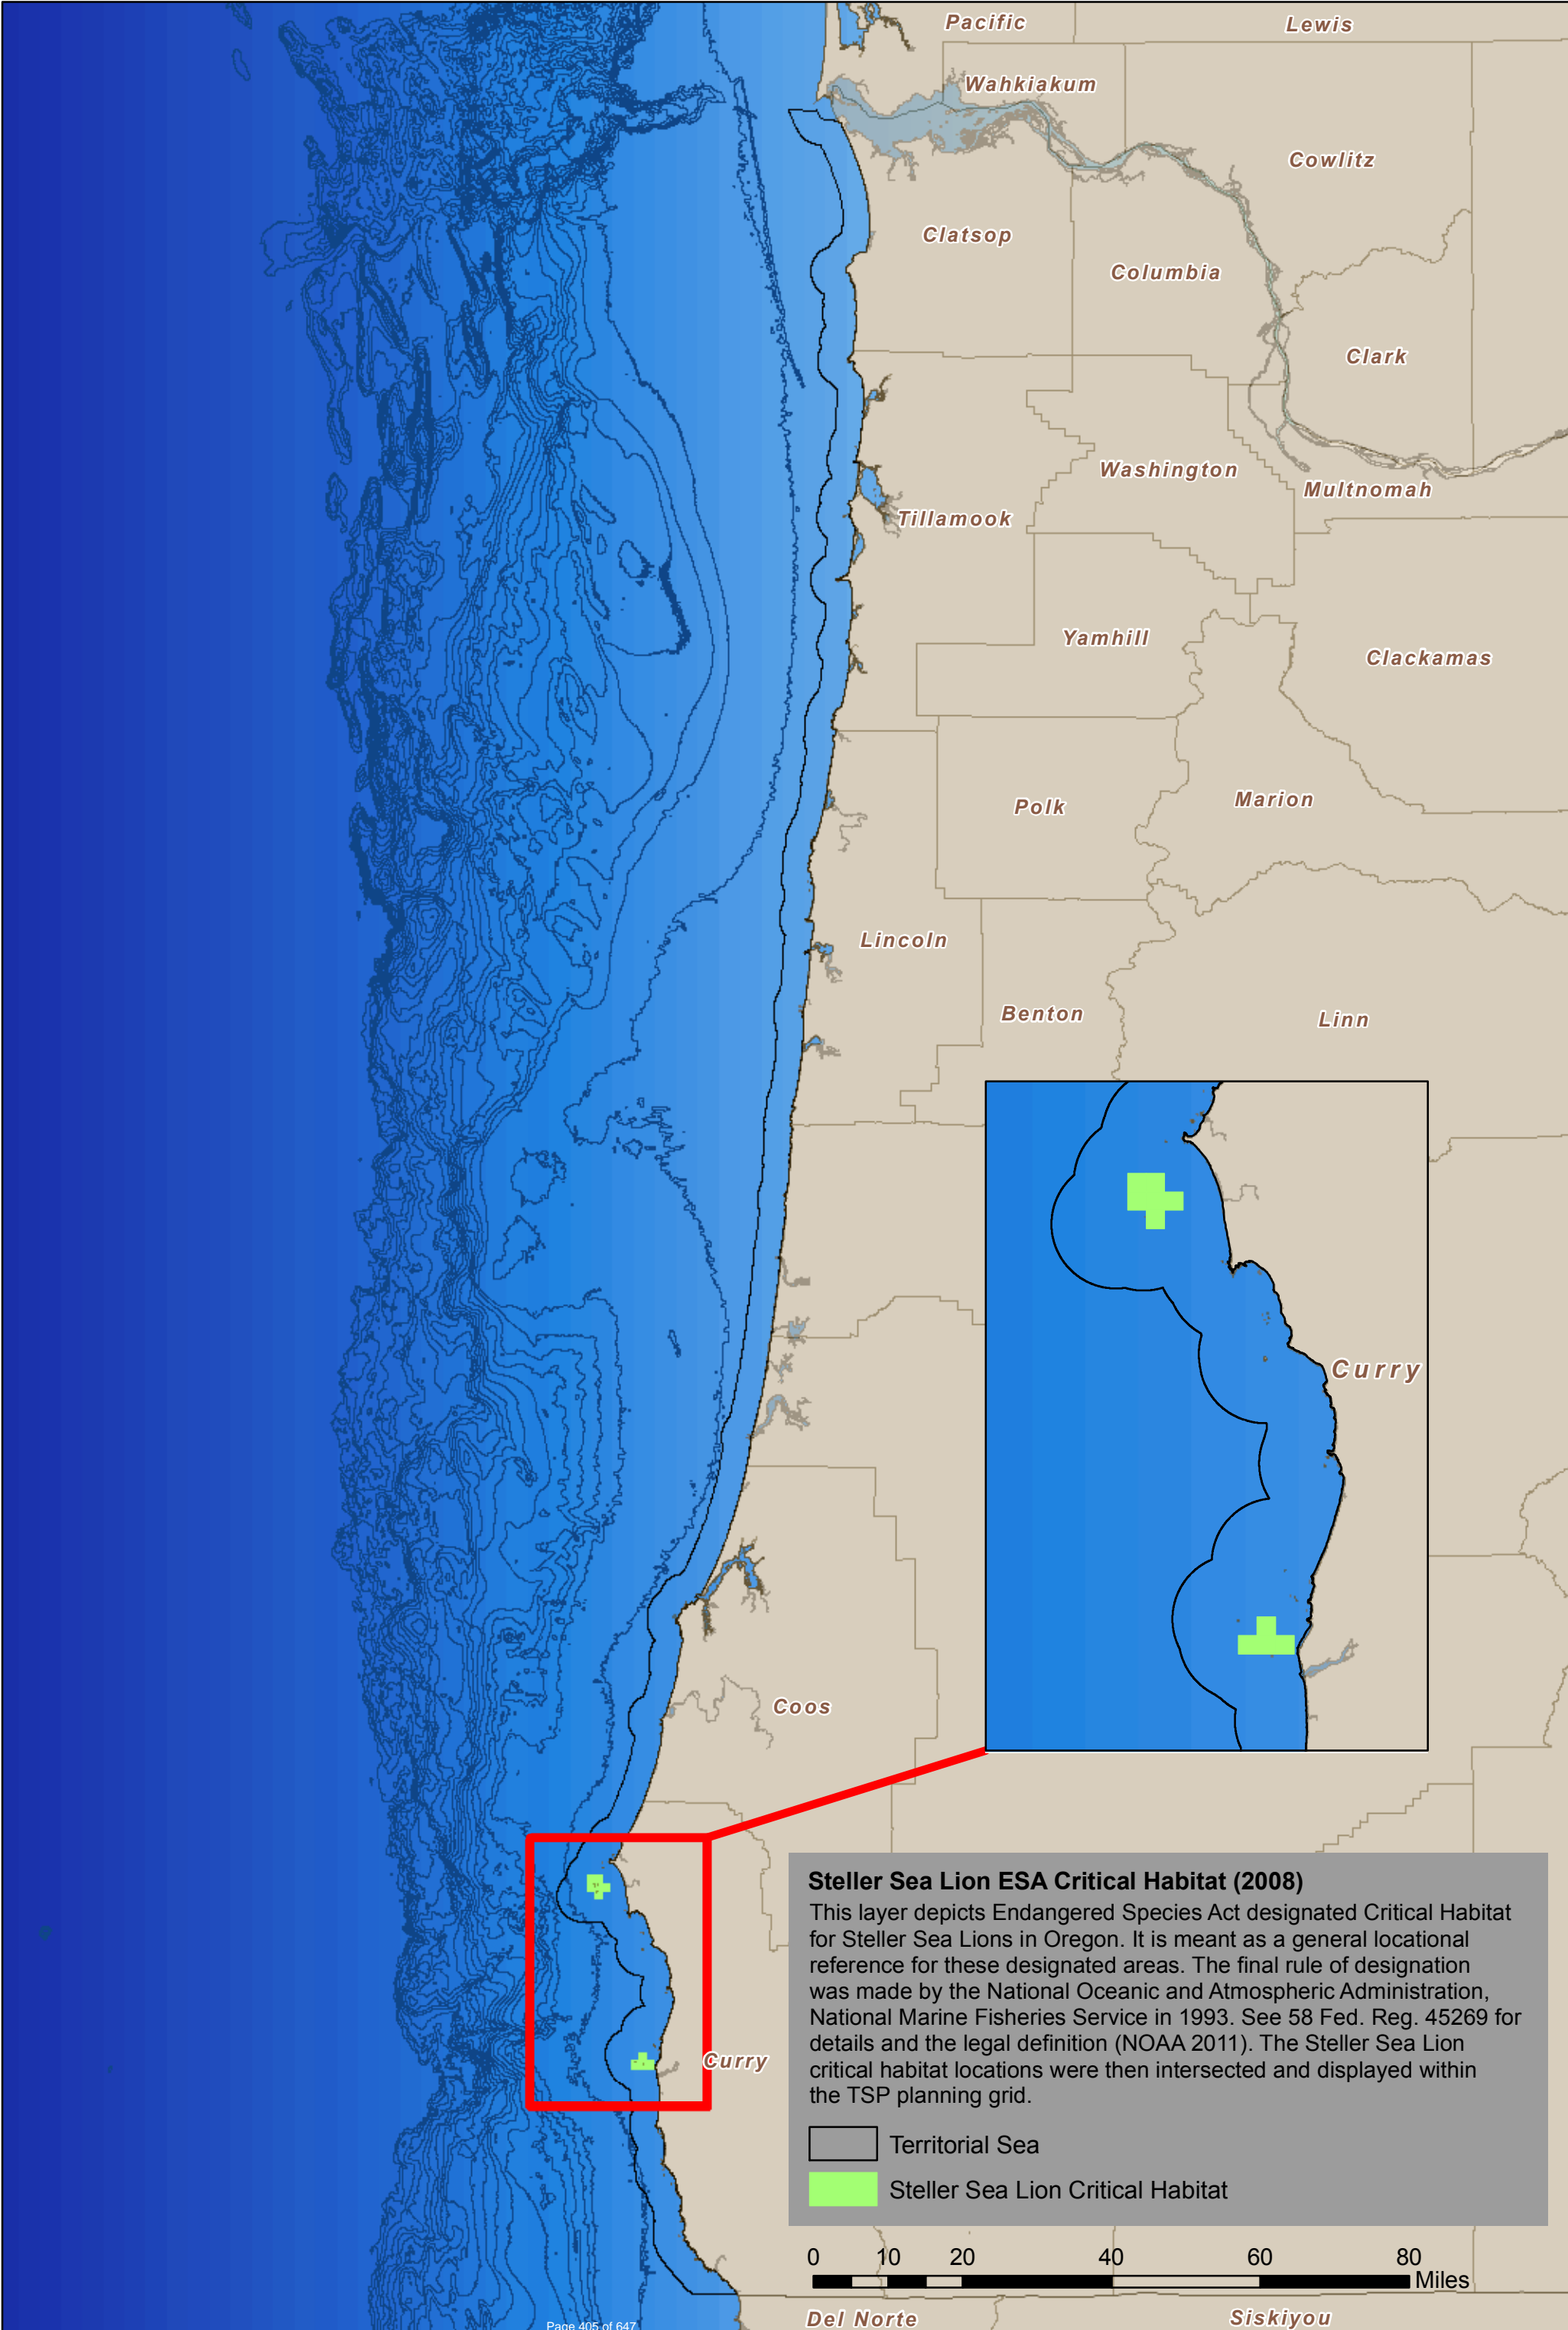 Pacific
Lewis
Wahkiakum
Cowlitz
Clatsop
Columbia
Clark
Washington
Multnomah
Tillamook
Yamhill
Clackamas
Polk
Marion
Lincoln
Benton
Linn
Curry
Coos
Curry
Steller Sea Lion ESA Critical Habitat (2008)
This layer depicts Endangered Species Act designated Critical Habitat
for Steller Sea Lions in Oregon. It is meant as a general locational
reference for these designated areas. The final rule of designation
was made by the National Oceanic and Atmospheric Administration,
National Marine Fisheries Service in 1993. See 58 Fed. Reg. 45269 for
details and the legal definition (NOAA 2011). The Steller Sea Lion
critical habitat locations were then intersected and displayed within
the TSP planning grid.
Territorial Sea
Steller Sea Lion Critical Habitat
0 10 20 40 60 80
Miles
Del Norte
Siskiyou
Page 405 of 647